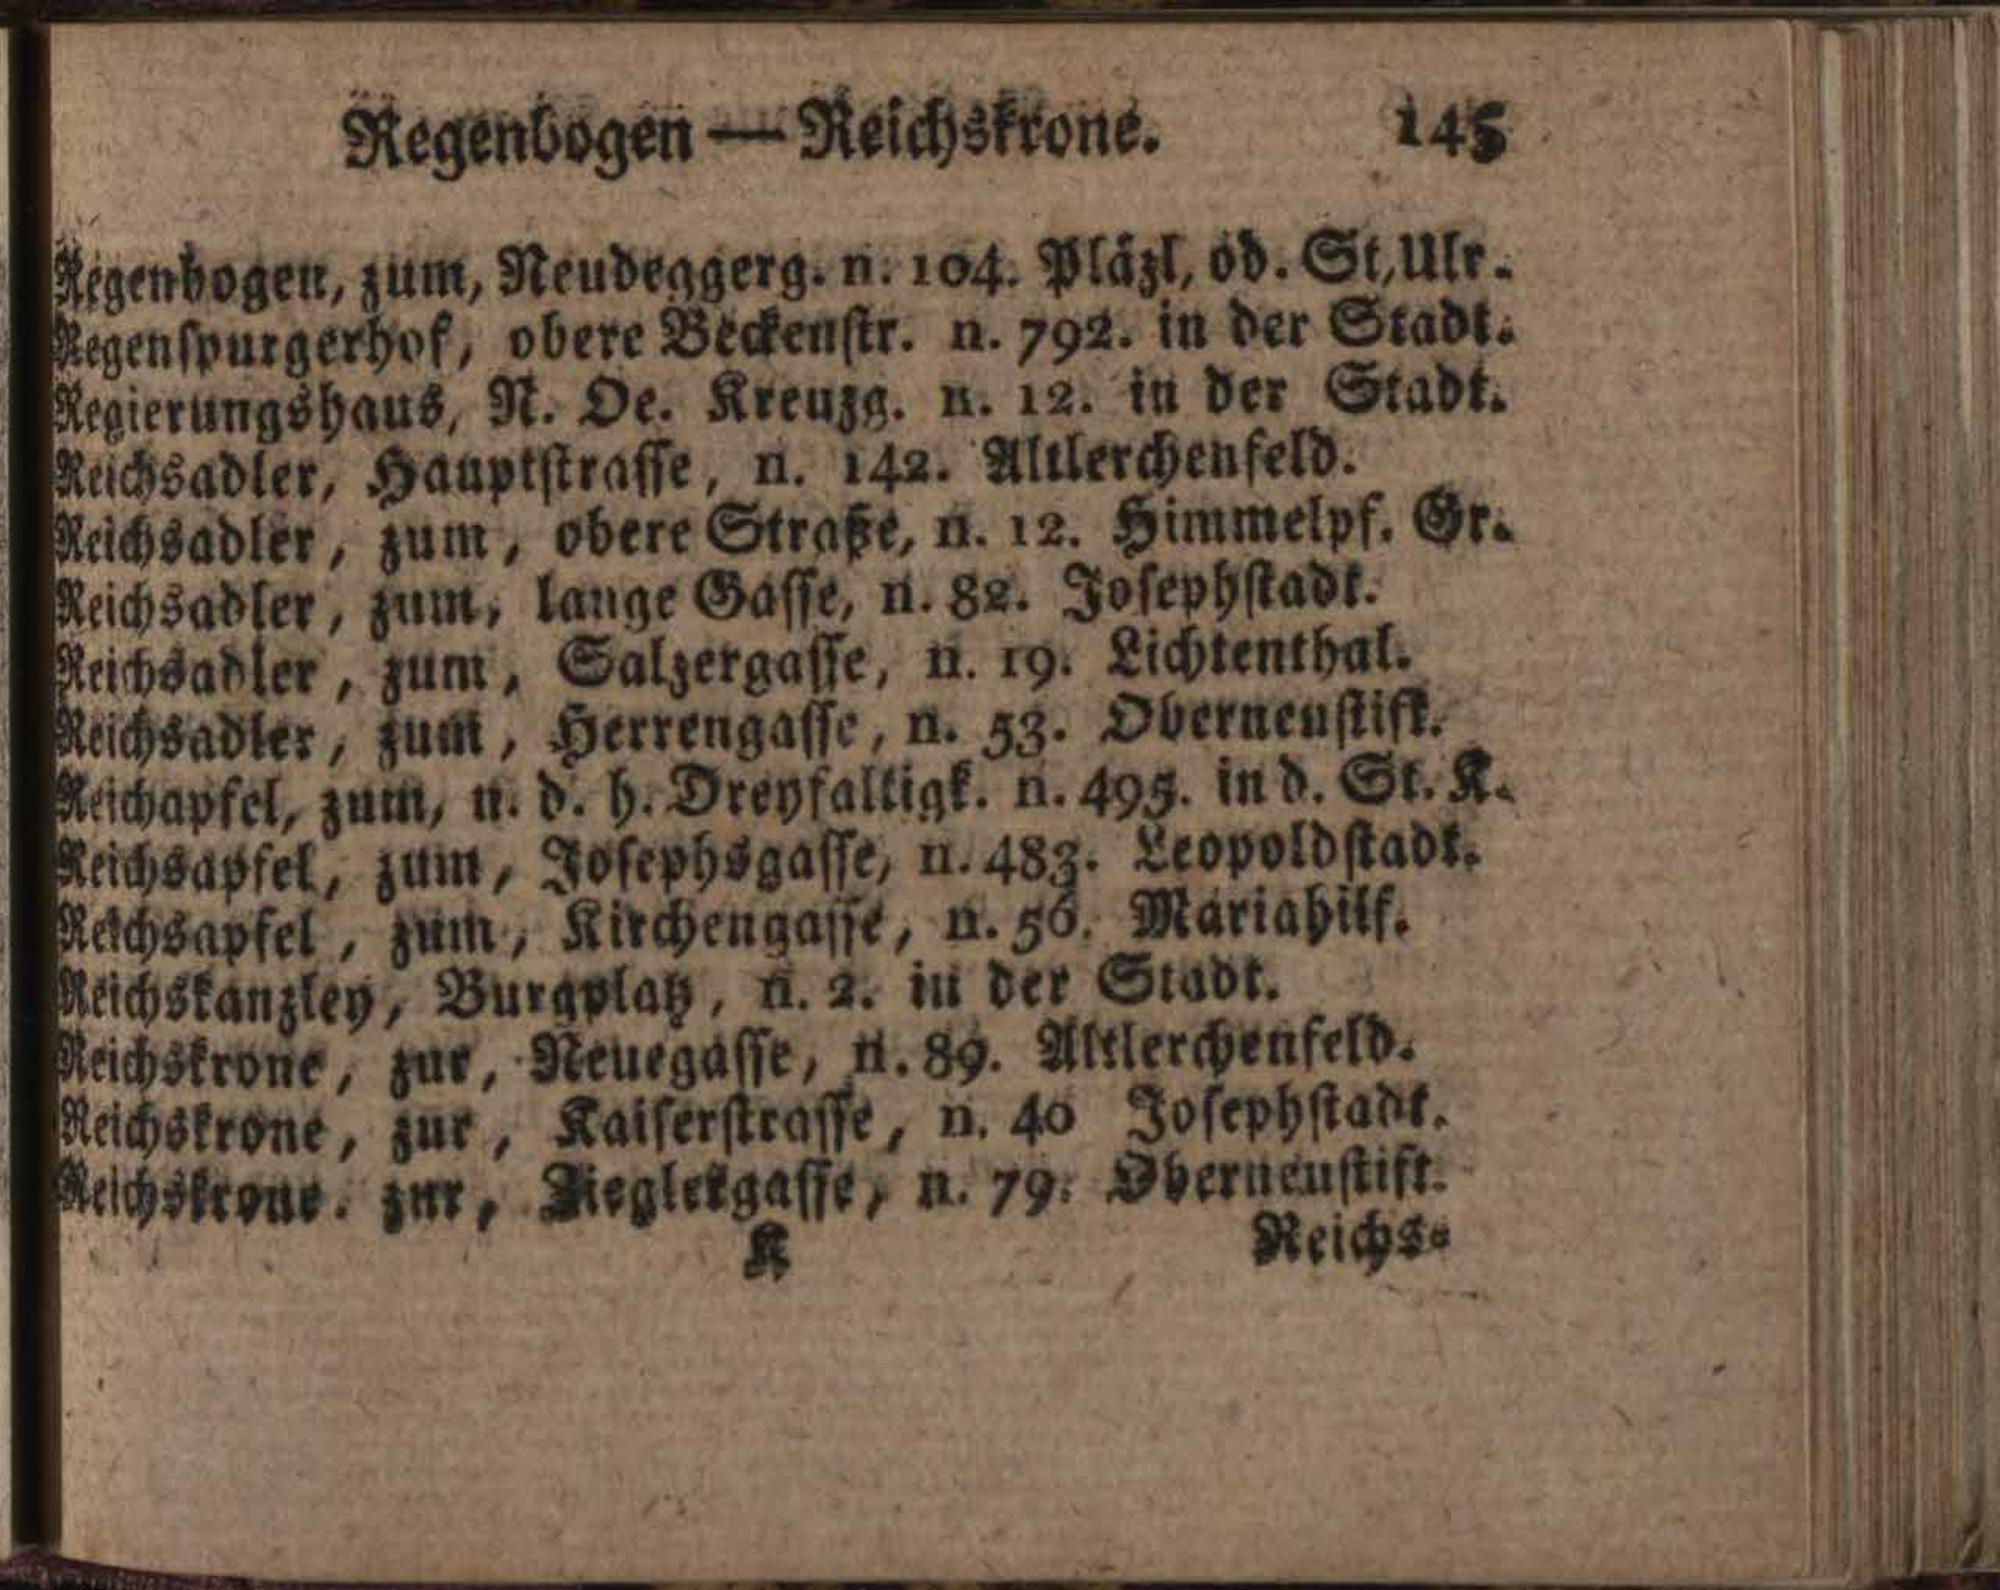 Regenbogen — Reichskrone. 145
Regenbogen, zum, Neudeggerg. n. 104. Pläzl, od. St, Ulr.
Regenspurgerhof, obere Beckenstr. n. 792. in der Stadt.
Regierungshaus, N. Oe. Kreuzg. n. 12. in der Stadt.
Reichsadler, Hauptstrasse, n. 142. Altlerchenfeld.
Reichsadler, zum, obere Straße, n. 12. Himmelpf. Gr.
Reichsadler, zum, lange Gasse, n. 82. Josephstadt.
Reichsadler, zum, Salzergasse, n. 19. Lichtenthal.
Reichsadler, zum, Herrengasse, n. 53. Oberneustift.
Reichapfel, zum, n. d. h. Dreyfaltigk. n. 495. in d. St. K.
Reichsapfel, zum, Josephsgasse, n. 483. Leopoldstadt.
Reichsapfel, zum, Kirchengasse, n. 56. Mariahilf.
Reichskanzley, Burgplatz, n. 2. in der Stadt.
Reichskrone, zur, Neuegasse, n. 89. Altlerchenfeld.
Reichskrone, zur, Kaiserstrasse, n. 40 Josephstadt.
Reichskrone, zur, Zieglergasse, n. 79. Oberneustift.
K Reichs-